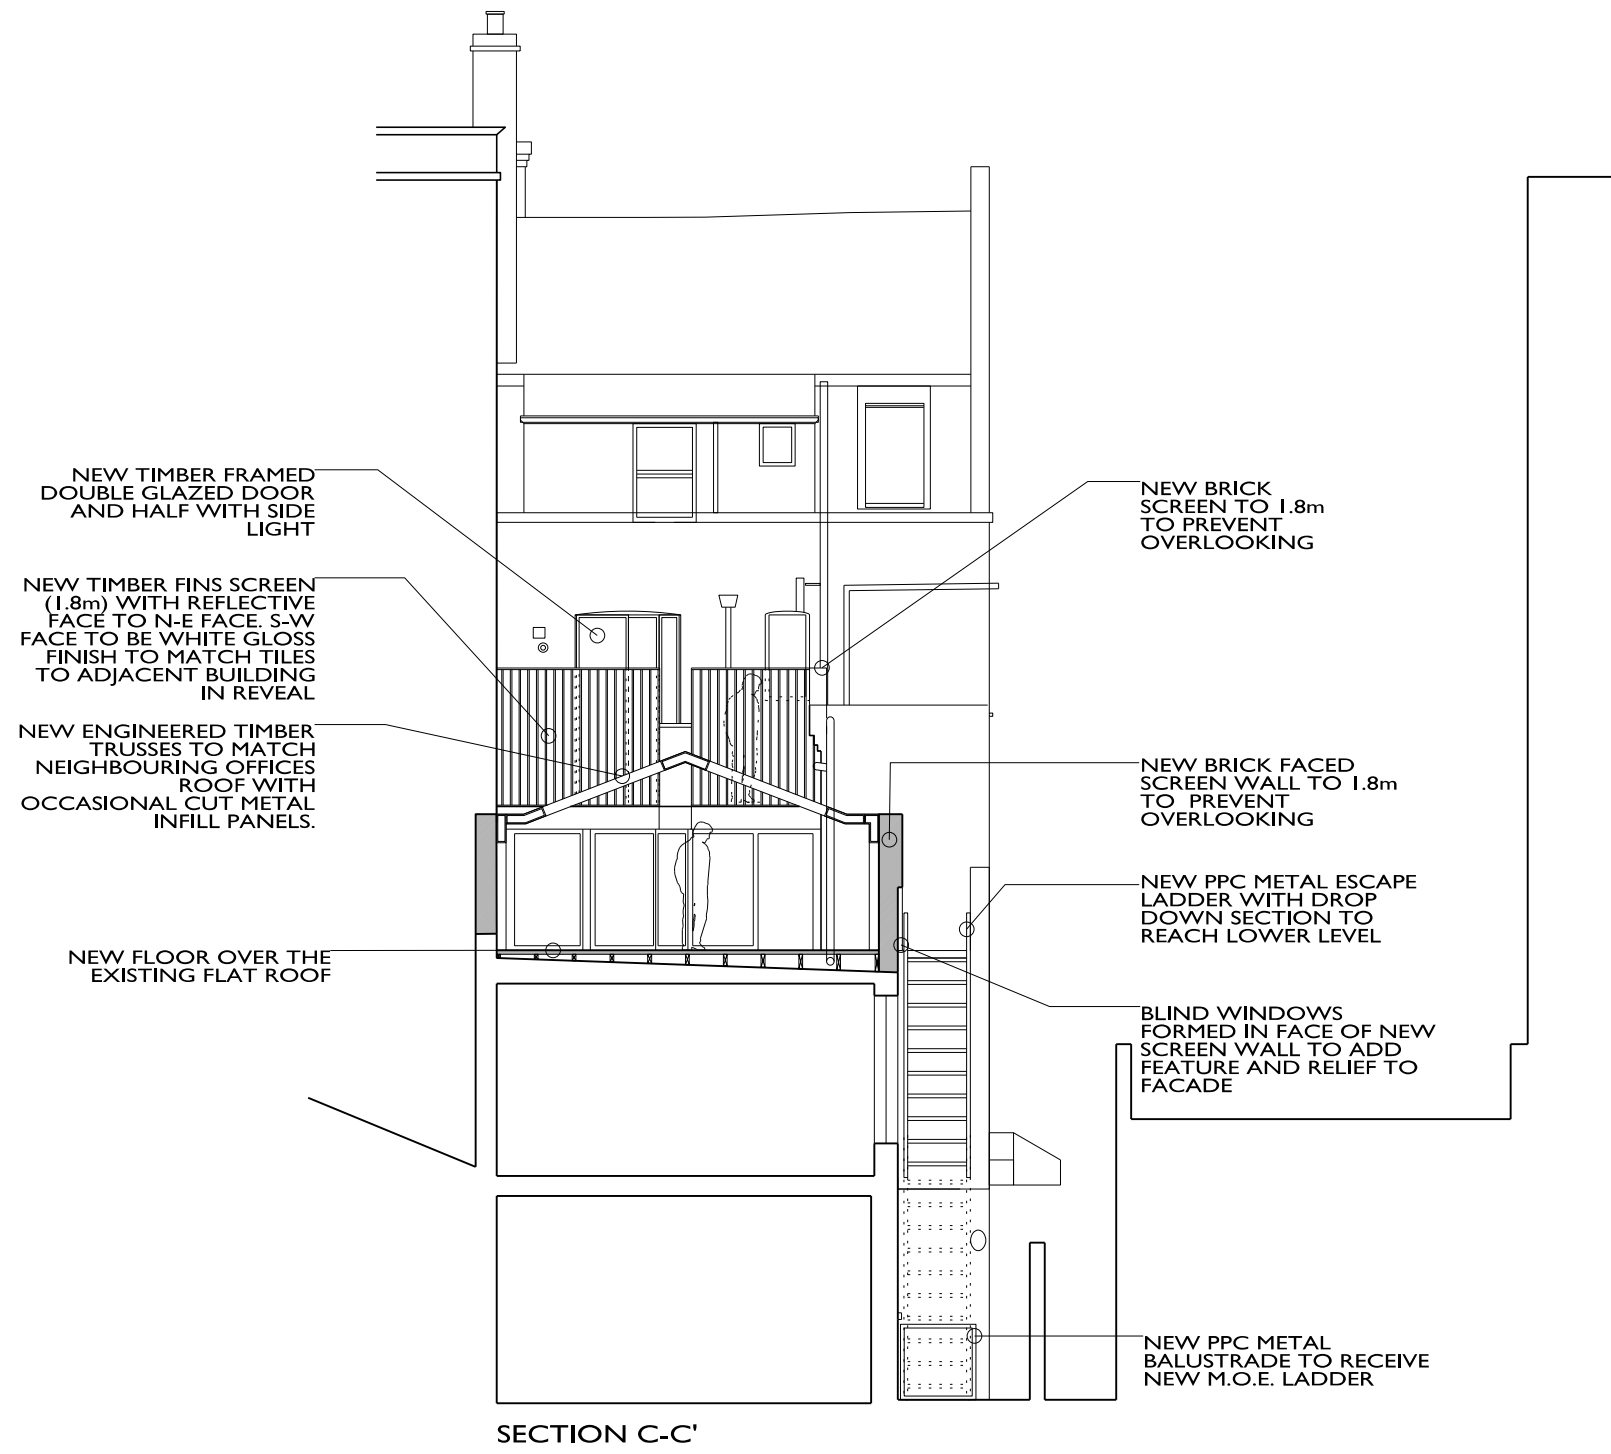 NEW TIMBER FRAMED
DOUBLE GLAZED DOOR
AND HALF WITH SIDE
LIGHT
NEW TIMBER FINS SCREEN
(1.8m) WITH REFLECTIVE
FACE TO N-E FACE. S-W
FACE TO BE WHITE GLOSS
FINISH TO MATCH TILES
TO ADJACENT BUILDING
IN REVEAL
NEW ENGINEERED TIMBER
TRUSSES TO MATCH
NEIGHBOURING OFFICES
ROOF WITH
OCCASIONAL CUT METAL
INFILL PANELS.
NEW FLOOR OVER THE
EXISTING FLAT ROOF
NEW BRICK
SCREEN TO 1.8m
TO PREVENT
OVERLOOKING
NEW BRICK FACED
SCREEN WALL TO 1.8m
TO PREVENT
OVERLOOKING
NEW PPC METAL ESCAPE
LADDER WITH DROP
DOWN SECTION TO
REACH LOWER LEVEL
BLIND WINDOWS
FORMED IN FACE OF NEW
SCREEN WALL TO ADD
FEATURE AND RELIEF TO
FACADE
NEW PPC METAL
BALUSTRADE TO RECEIVE
NEW M.O.E. LADDER
SECTION C-C'